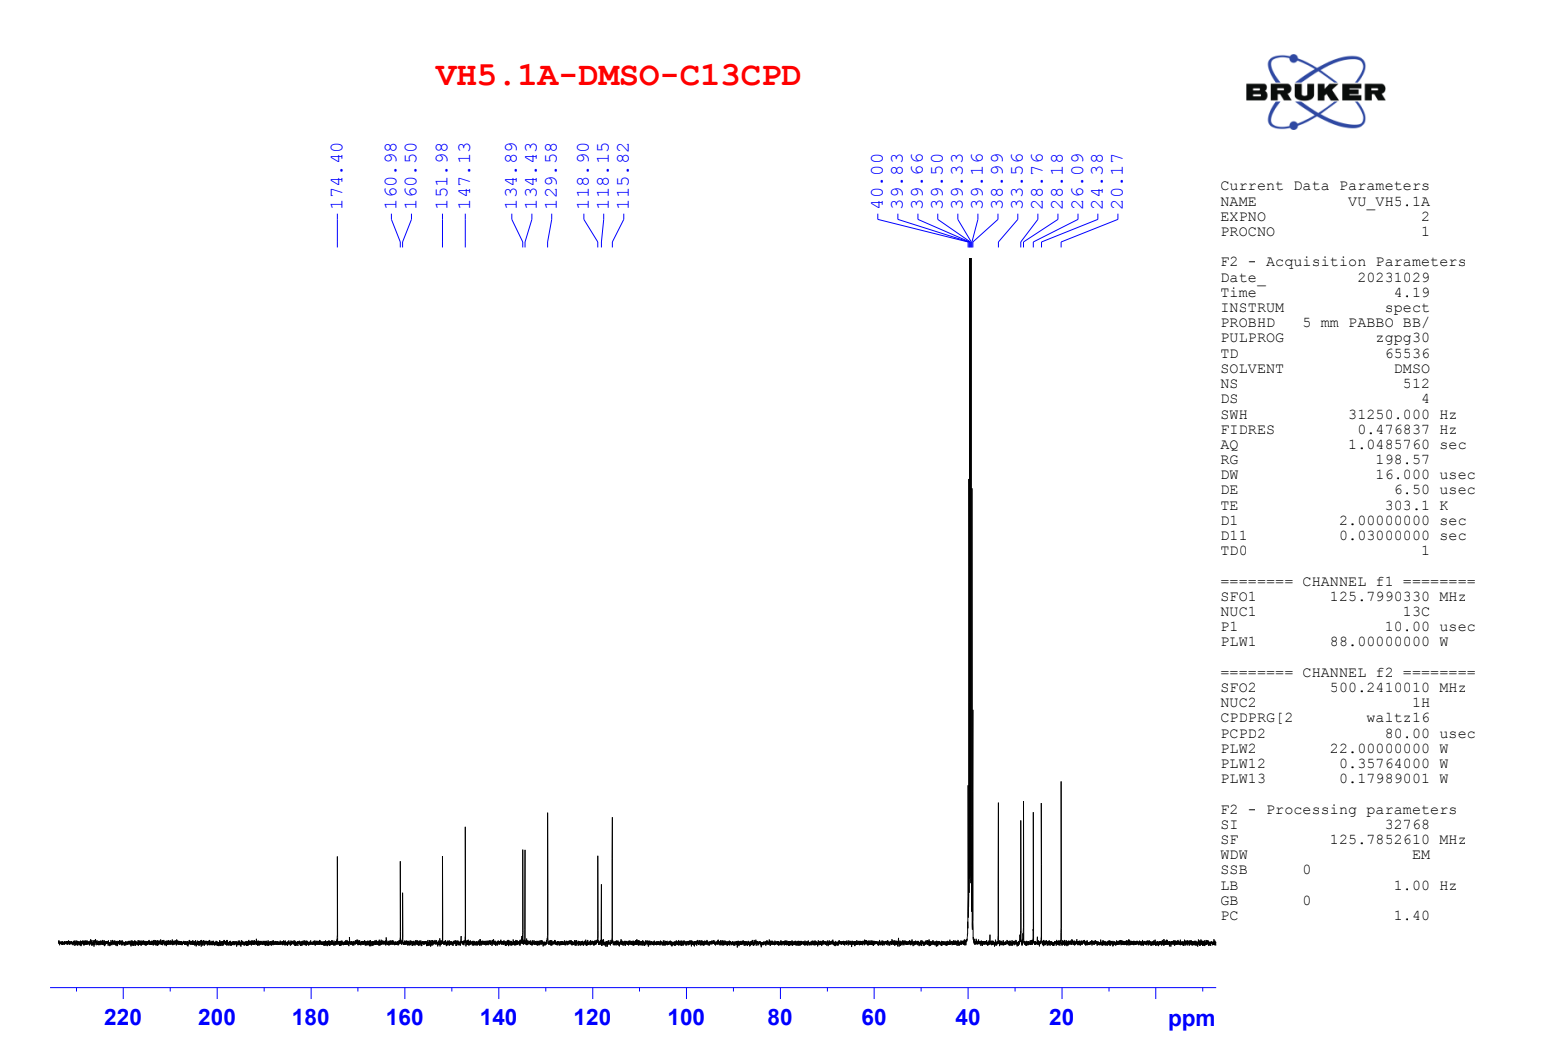 VH5.1A-DMSO-C13CPD
BRUKER
174.40
160.98
160.50
151.98
147.13
134.89
134.43
129.58
118.90
118.15
115.82
40.00
39.83
39.66
39.50
39.33
39.16
38.99
33.56
28.76
28.18
26.09
24.38
20.17
Current Data Parameters
NAME VU_VH5.1A
EXPNO 2
PROCNO 1
F2 - Acquisition Parameters
Date_ 20231029
Time 4.19
INSTRUM spect
PROBHD 5 mm PABBO BB/
PULPROG zgpg30
TD 65536
SOLVENT DMSO
NS 512
DS 4
SWH 31250.000 Hz
FIDRES 0.476837 Hz
AQ 1.0485760 sec
RG 198.57
DW 16.000 usec
DE 6.50 usec
TE 303.1 K
D1 2.00000000 sec
D11 0.03000000 sec
TD0 1
======== CHANNEL f1 ========
SFO1 125.7990330 MHz
NUC1 13C
P1 10.00 usec
PLW1 88.00000000 W
======== CHANNEL f2 ========
SFO2 500.2410010 MHz
NUC2 1H
CPDPRG[2 waltz16
PCPD2 80.00 usec
PLW2 22.00000000 W
PLW12 0.35764000 W
PLW13 0.17989001 W
F2 - Processing parameters
SI 32768
SF 125.7852610 MHz
WDW EM
SSB 0
LB 1.00 Hz
GB 0
PC 1.40
220 200 180 160 140 120 100 80 60 40 20 ppm